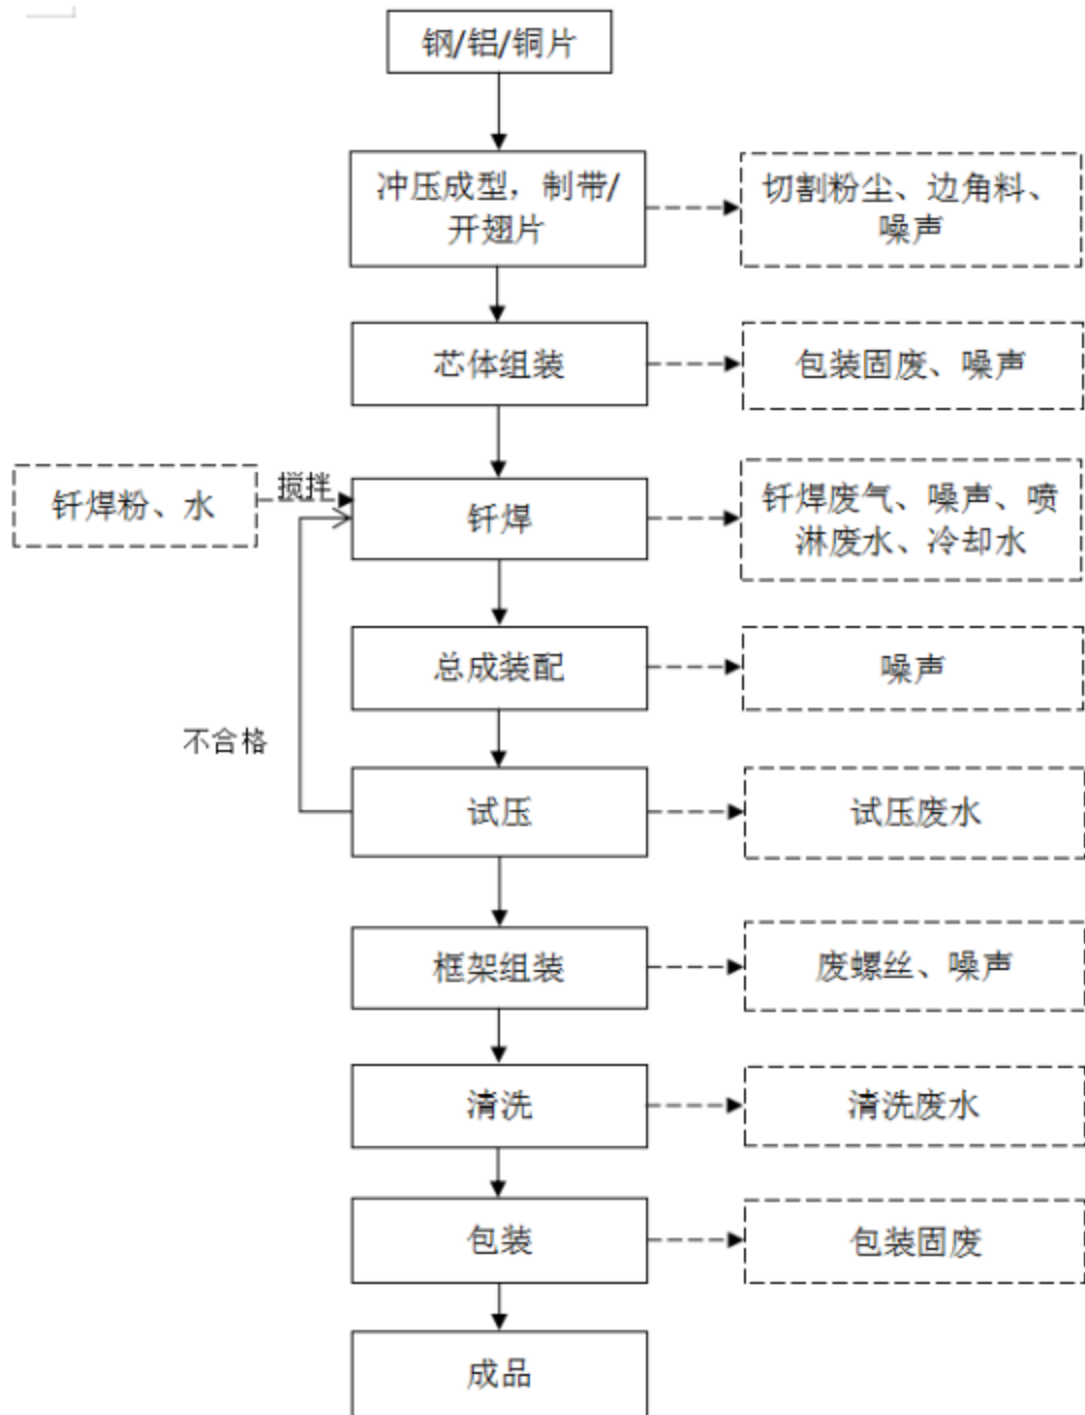 钢/铝/铜片
冲压成型，制带/
开翅片
切割粉尘、边角料、
噪声
芯体组装
包装固废、噪声
钎焊粉、水
搅拌
钎焊
钎焊废气、噪声、喷
淋废水、冷却水
总成装配
噪声
不合格
试压
试压废水
框架组装
废螺丝、噪声
清洗
清洗废水
包装
包装固废
成品